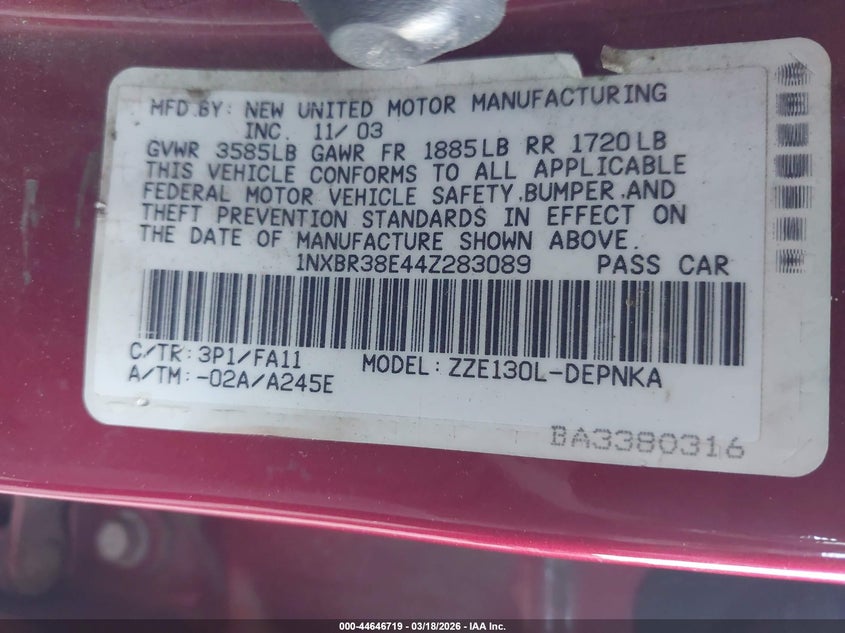 MFD.BY: NEW UNITED MOTOR MANUFACTURING
INC. 11/03
GVWR 3585LB GAWR FR 1885LB RR 1720LB
THIS VEHICLE CONFORMS TO ALL APPLICABLE
FEDERAL MOTOR VEHICLE SAFETY,BUMPER,AND
THEFT PREVENTION STANDARDS IN EFFECT ON
THE DATE OF MANUFACTURE SHOWN ABOVE.
1NXBR38E44Z283089 PASS CAR
C/TR:3P1/FA11 MODEL:ZZE130L-DEPNKA
A/TM:-02A/A245E
BA3380316
000-44646719 - 03/18/2026 - IAA Inc.